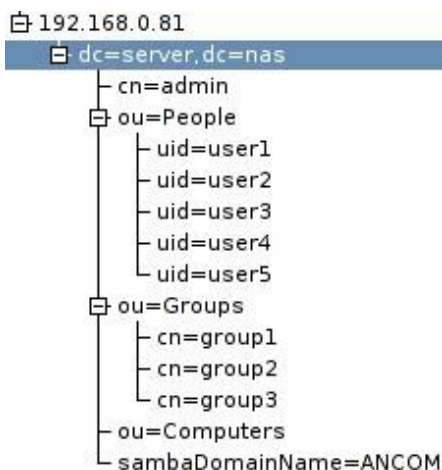 192.168.0.81
dc=server,dc=nas
cn=admin
ou=People
uid=user1
uid=user2
uid=user3
uid=user4
uid=user5
ou=Groups
cn=group1
cn=group2
cn=group3
ou=Computers
sambaDomainName=ANCOM